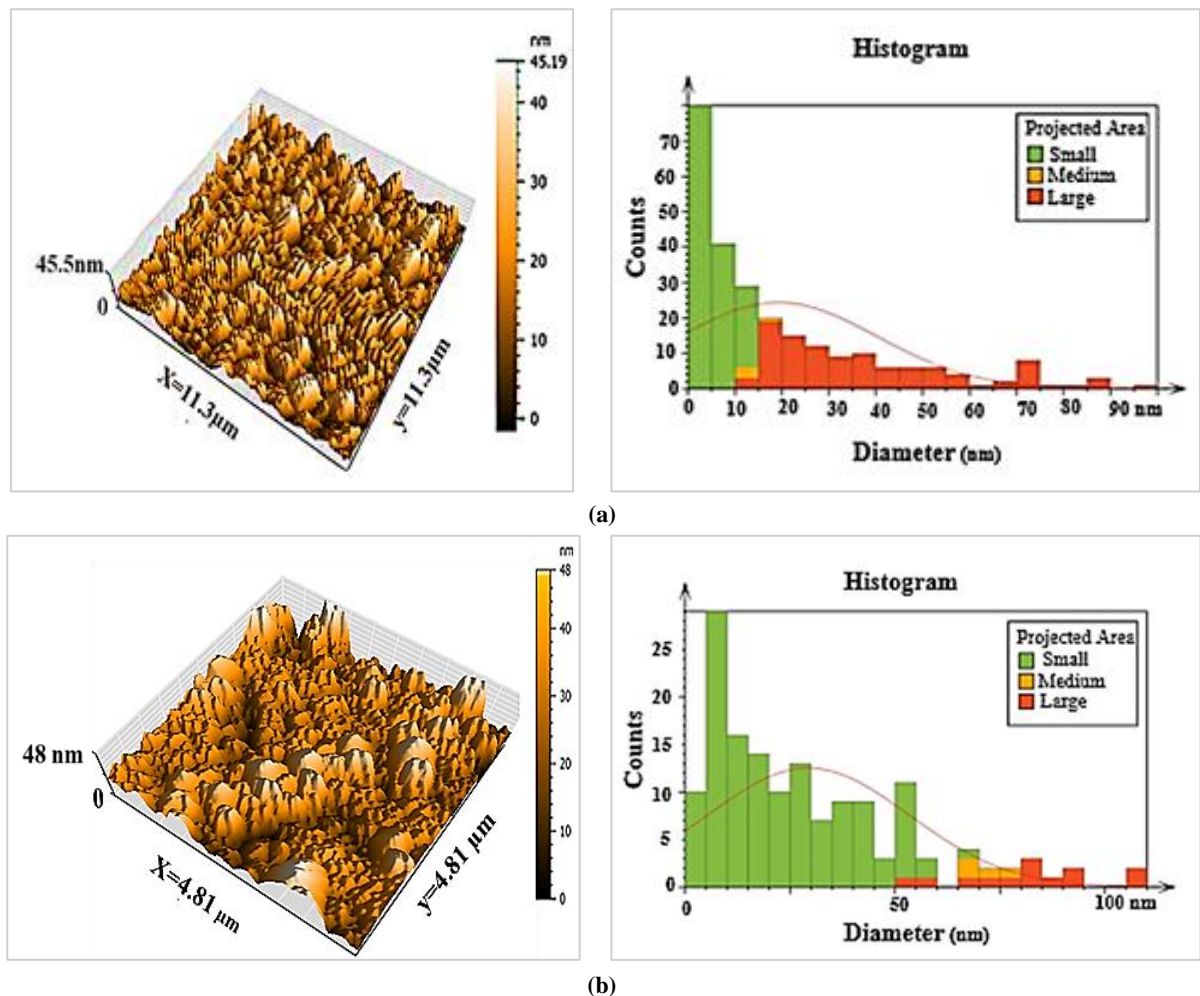 nm
45.19
40
30
20
10
0
45.5nm
0
X=11.3µm
y=11.3µm
Histogram
Projected Area
Small
Medium
Large
Counts
70
60
50
40
30
20
10
0
0 10 20 30 40 50 60 70 80 90 nm
Diameter (nm)
(a)
nm
48
40
30
20
10
0
48 nm
0
X=4.81 µm
y=4.81 µm
Histogram
Projected Area
Small
Medium
Large
Counts
25
20
15
10
5
0
0 50 100 nm
Diameter (nm)
(b)